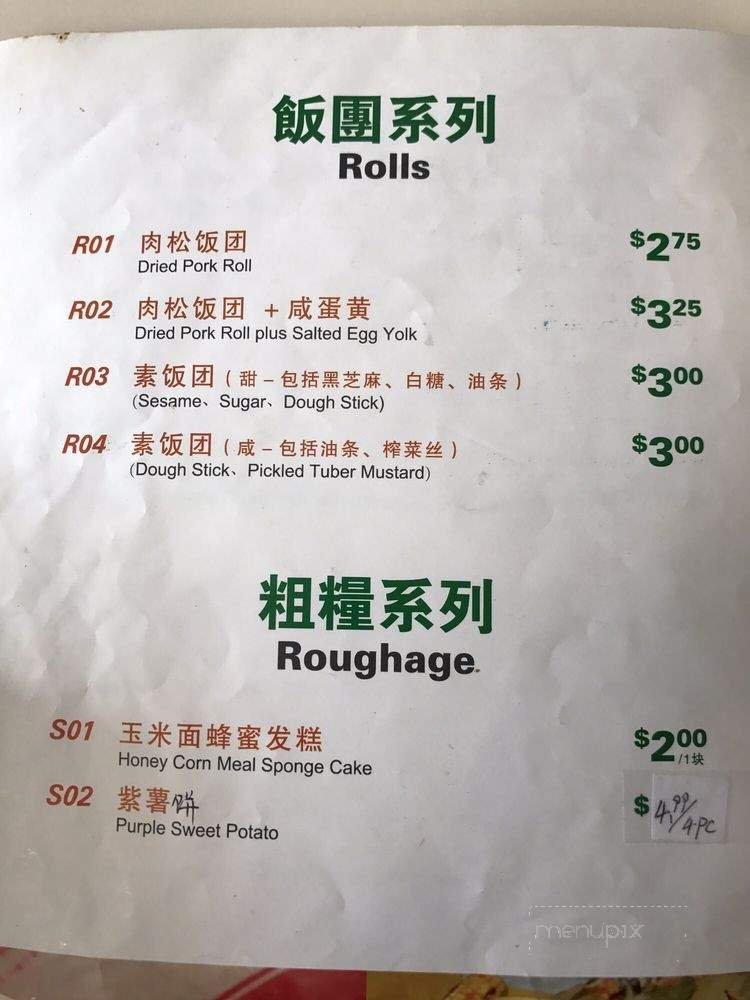 飯團系列
Rolls
R01 肉松饭团 $2.75
Dried Pork Roll
R02 肉松饭团 + 咸蛋黄 $3.25
Dried Pork Roll plus Salted Egg Yolk
R03 素饭团 ( 甜 – 包括黑芝麻、白糖、油条 ) $3.00
(Sesame、Sugar、Dough Stick)
R04 素饭团 ( 咸 – 包括油条、榨菜丝 ) $3.00
(Dough Stick、Pickled Tuber Mustard)
粗糧系列
Roughage
S01 玉米面蜂蜜发糕 $2.00
Honey Corn Meal Sponge Cake /1块
S02 紫薯饼 $4.99/4-PC
Purple Sweet Potato
menupix